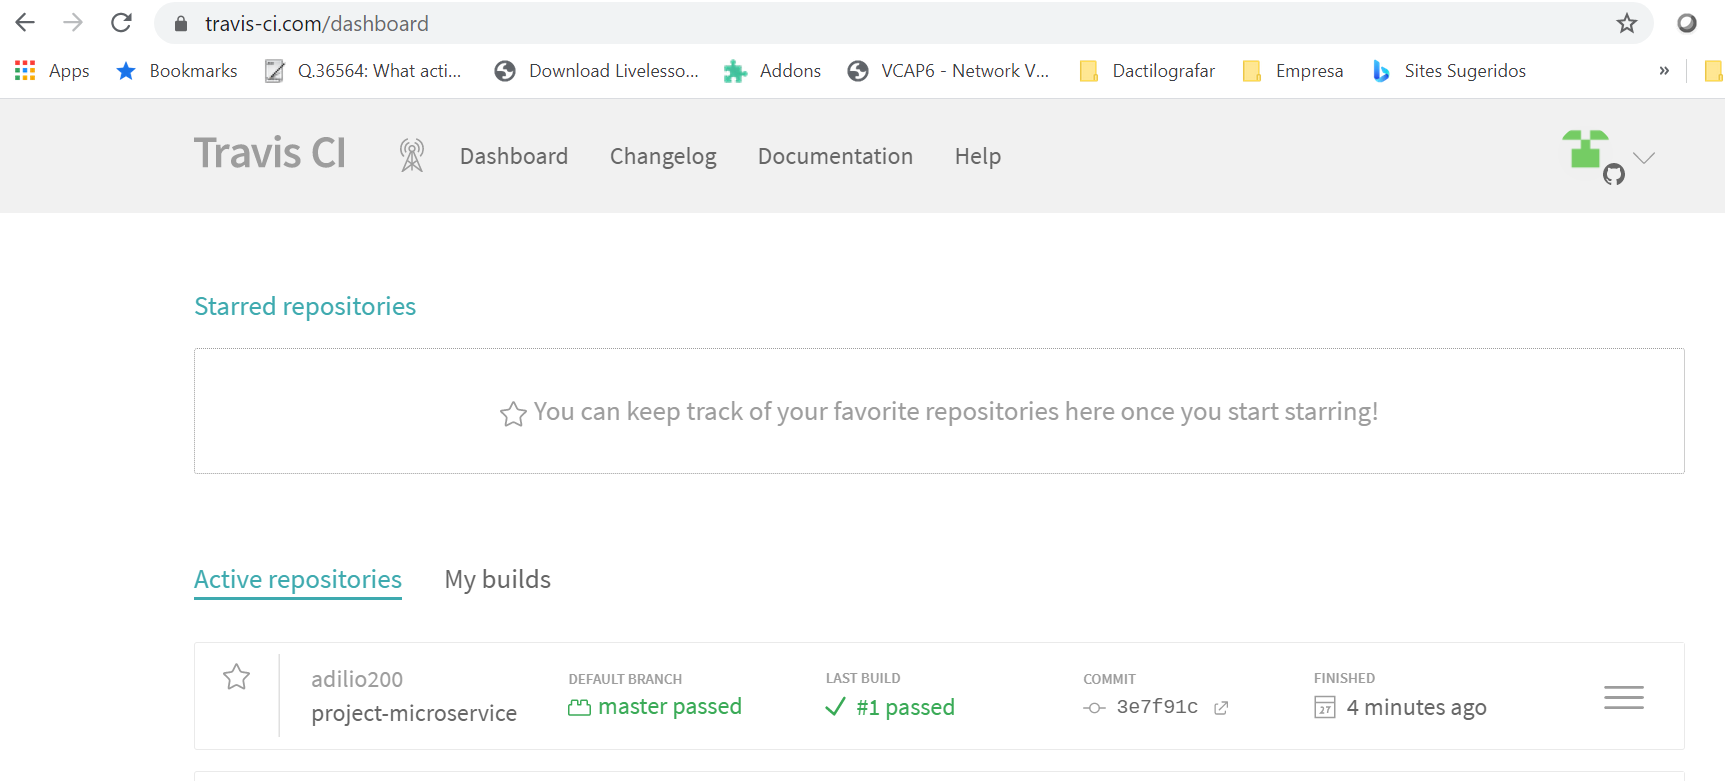 travis-ci.com/dashboard
Apps Bookmarks Q.36564: What acti... Download Livelesso... Addons VCAP6 - Network V... Dactilografar Empresa Sites Sugeridos »
Travis CI Dashboard Changelog Documentation Help
Starred repositories
You can keep track of your favorite repositories here once you start starring!
Active repositories My builds
adilio200 DEFAULT BRANCH LAST BUILD COMMIT FINISHED
project-microservice master passed #1 passed 3e7f91c 27 4 minutes ago